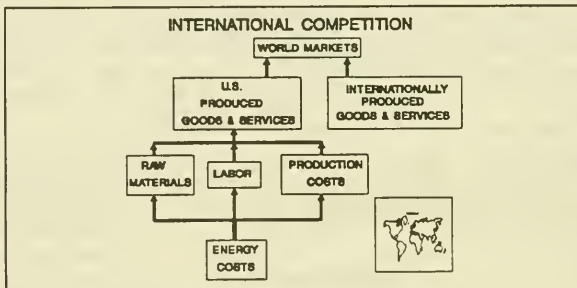 INTERNATIONAL COMPETITION
WORLD MARKETS
U.S.
PRODUCED
GOODS & SERVICES
INTERNATIONALLY
PRODUCED
GOODS & SERVICES
RAW
MATERIALS
LABOR
PRODUCTION
COSTS
ENERGY
COSTS